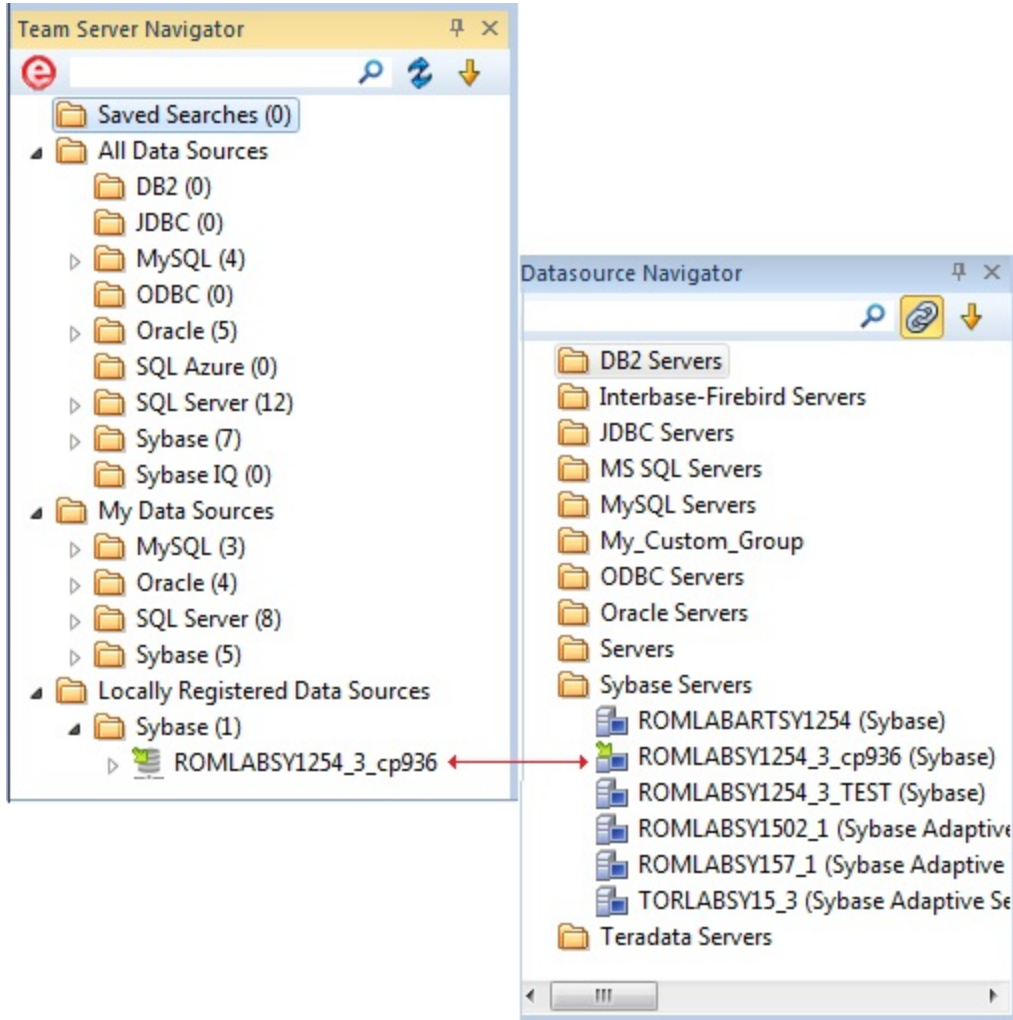 Team Server Navigator
Saved Searches (0)
All Data Sources
DB2 (0)
JDBC (0)
MySQL (4)
ODBC (0)
Oracle (5)
SQL Azure (0)
SQL Server (12)
Sybase (7)
Sybase IQ (0)
My Data Sources
MySQL (3)
Oracle (4)
SQL Server (8)
Sybase (5)
Locally Registered Data Sources
Sybase (1)
ROMLABSY1254_3_cp936
Datasource Navigator
DB2 Servers
Interbase-Firebird Servers
JDBC Servers
MS SQL Servers
MySQL Servers
My_Custom_Group
ODBC Servers
Oracle Servers
Servers
Sybase Servers
ROMLABARTSY1254 (Sybase)
ROMLABSY1254_3_cp936 (Sybase)
ROMLABSY1254_3_TEST (Sybase)
ROMLABSY1502_1 (Sybase Adaptive
ROMLABSY157_1 (Sybase Adaptive
TORLABSY15_3 (Sybase Adaptive Se
Teradata Servers